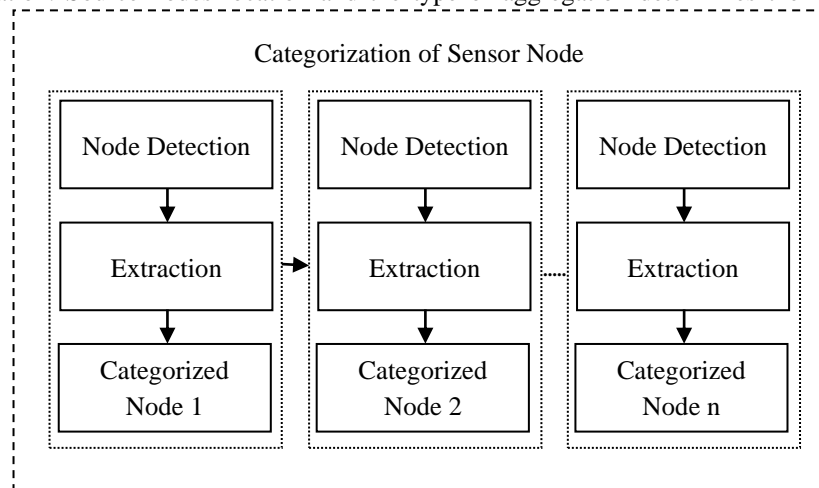 Categorization of Sensor Node
Node Detection
Extraction
Categorized
Node 1
Node Detection
Extraction
Categorized
Node 2
Node Detection
Extraction
Categorized
Node n